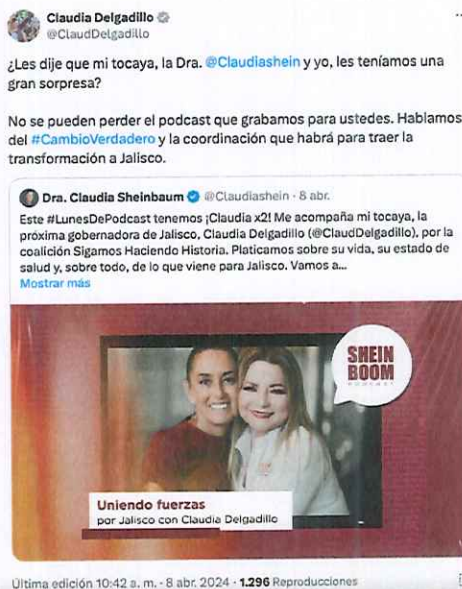 Claudia Delgadillo
@ClaudDelgadillo
¿Les dije que mi tocaya, la Dra. @Claudiashein y yo, les teníamos una
gran sorpresa?
No se pueden perder el podcast que grabamos para ustedes. Hablamos
del #CambioVerdadero y la coordinación que habrá para traer la
transformación a Jalisco.
Dra. Claudia Sheinbaum @Claudiashein · 8 abr.
Este #LunesDePodcast tenemos ¡Claudia x2! Me acompaña mi tocaya, la
próxima gobernadora de Jalisco, Claudia Delgadillo (@ClaudDelgadillo), por la
coalición Sigamos Haciendo Historia. Platicamos sobre su vida, su estado de
salud y, sobre todo, de lo que viene para Jalisco. Vamos a...
Mostrar más
SHEIN
BOOM
PODCAST
Uniendo fuerzas
por Jalisco con Claudia Delgadillo
Última edición 10:42 a. m. · 8 abr. 2024 · 1.296 Reproducciones